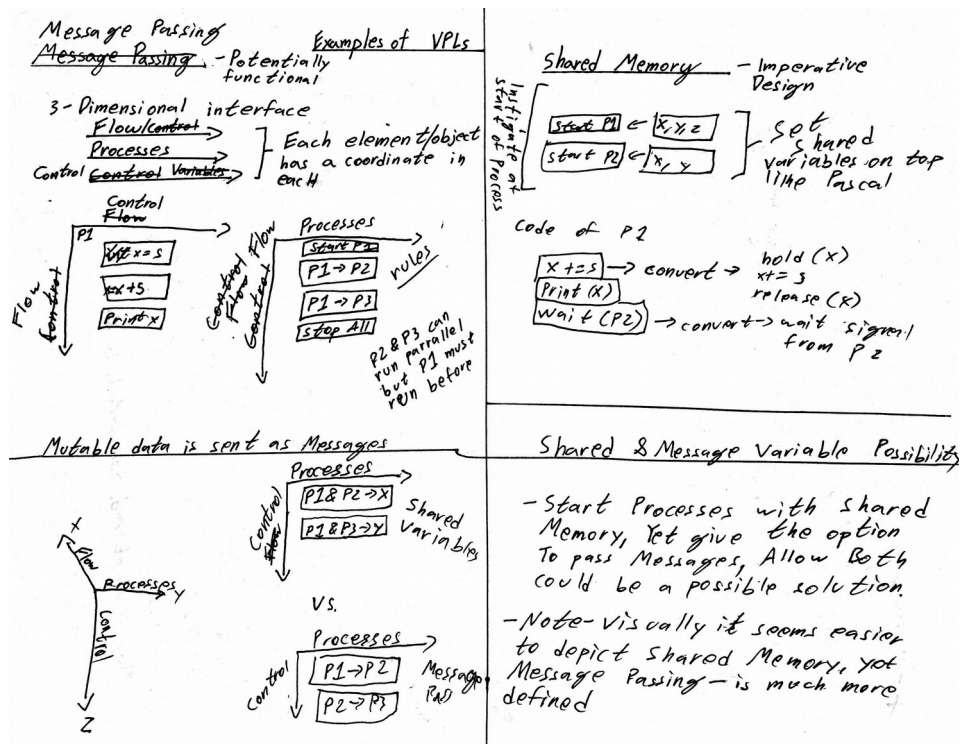 Message Passing
Message Passing - Potentially
functional
Examples of VPLs
3-Dimensional interface
Flow/control
Processes
Control Control Variables
Each element/object
has a coordinate in
each
Control
Flow
P1
int x=5
x+5
Print x
Flow
Control
Processes
Control Flow
Flow
Control
Start P1
P1→P2
P1→P3
Stop All
rules
P2 & P3 can
run parrallel
but P1 must
run before
Shared Memory - Imperative
Design
Instigate at
start of Process
Start P1 ← x, y, z
start P2 ← x, y
Set
shared
variables on top
like Pascal
Code of P1
x+=5 → convert → hold (x)
x+=5
release (x)
Print (x)
Wait (P2) → convert → wait signal
from P2
Mutable data is sent as Messages
X
Flow
Processes Y
Control
Z
Processes
Control
Flow
P1&P2→X
P1&P3→Y
Shared
Variables
VS.
Processes
Control
P1→P2
P2→P3
Message
Pass
Shared & Message Variable Possibility
- Start Processes with shared
Memory, Yet give the option
To pass Messages, Allow Both
could be a possible solution.
- Note - Visually it seems easier
to depict Shared Memory, yet
Message Passing - is much more
defined